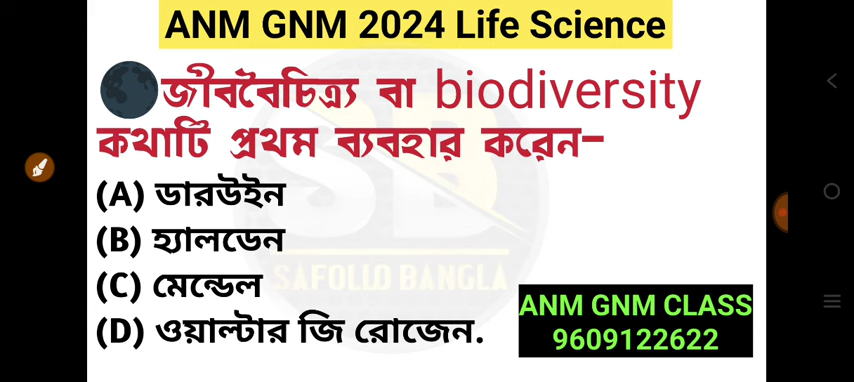 ANM GNM 2024 Life Science
জীববৈচিত্র্য বা biodiversity
কথাটি প্রথম ব্যবহার করেন–
(A) ডারউইন
(B) হ্যালডেন
(C) মেন্ডেল
(D) ওয়াল্টার জি রোজেন.
SAFOLLO BANGLA
ANM GNM CLASS
9609122622